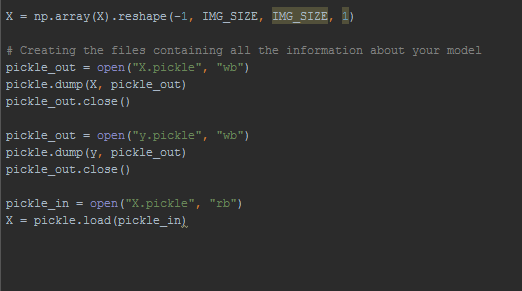 X = np.array(X).reshape(-1, IMG_SIZE, IMG_SIZE, 1)
# Creating the files containing all the information about your model
pickle_out = open("X.pickle", "wb")
pickle.dump(X, pickle_out)
pickle_out.close()
pickle_out = open("y.pickle", "wb")
pickle.dump(y, pickle_out)
pickle_out.close()
pickle_in = open("X.pickle", "rb")
X = pickle.load(pickle_in)